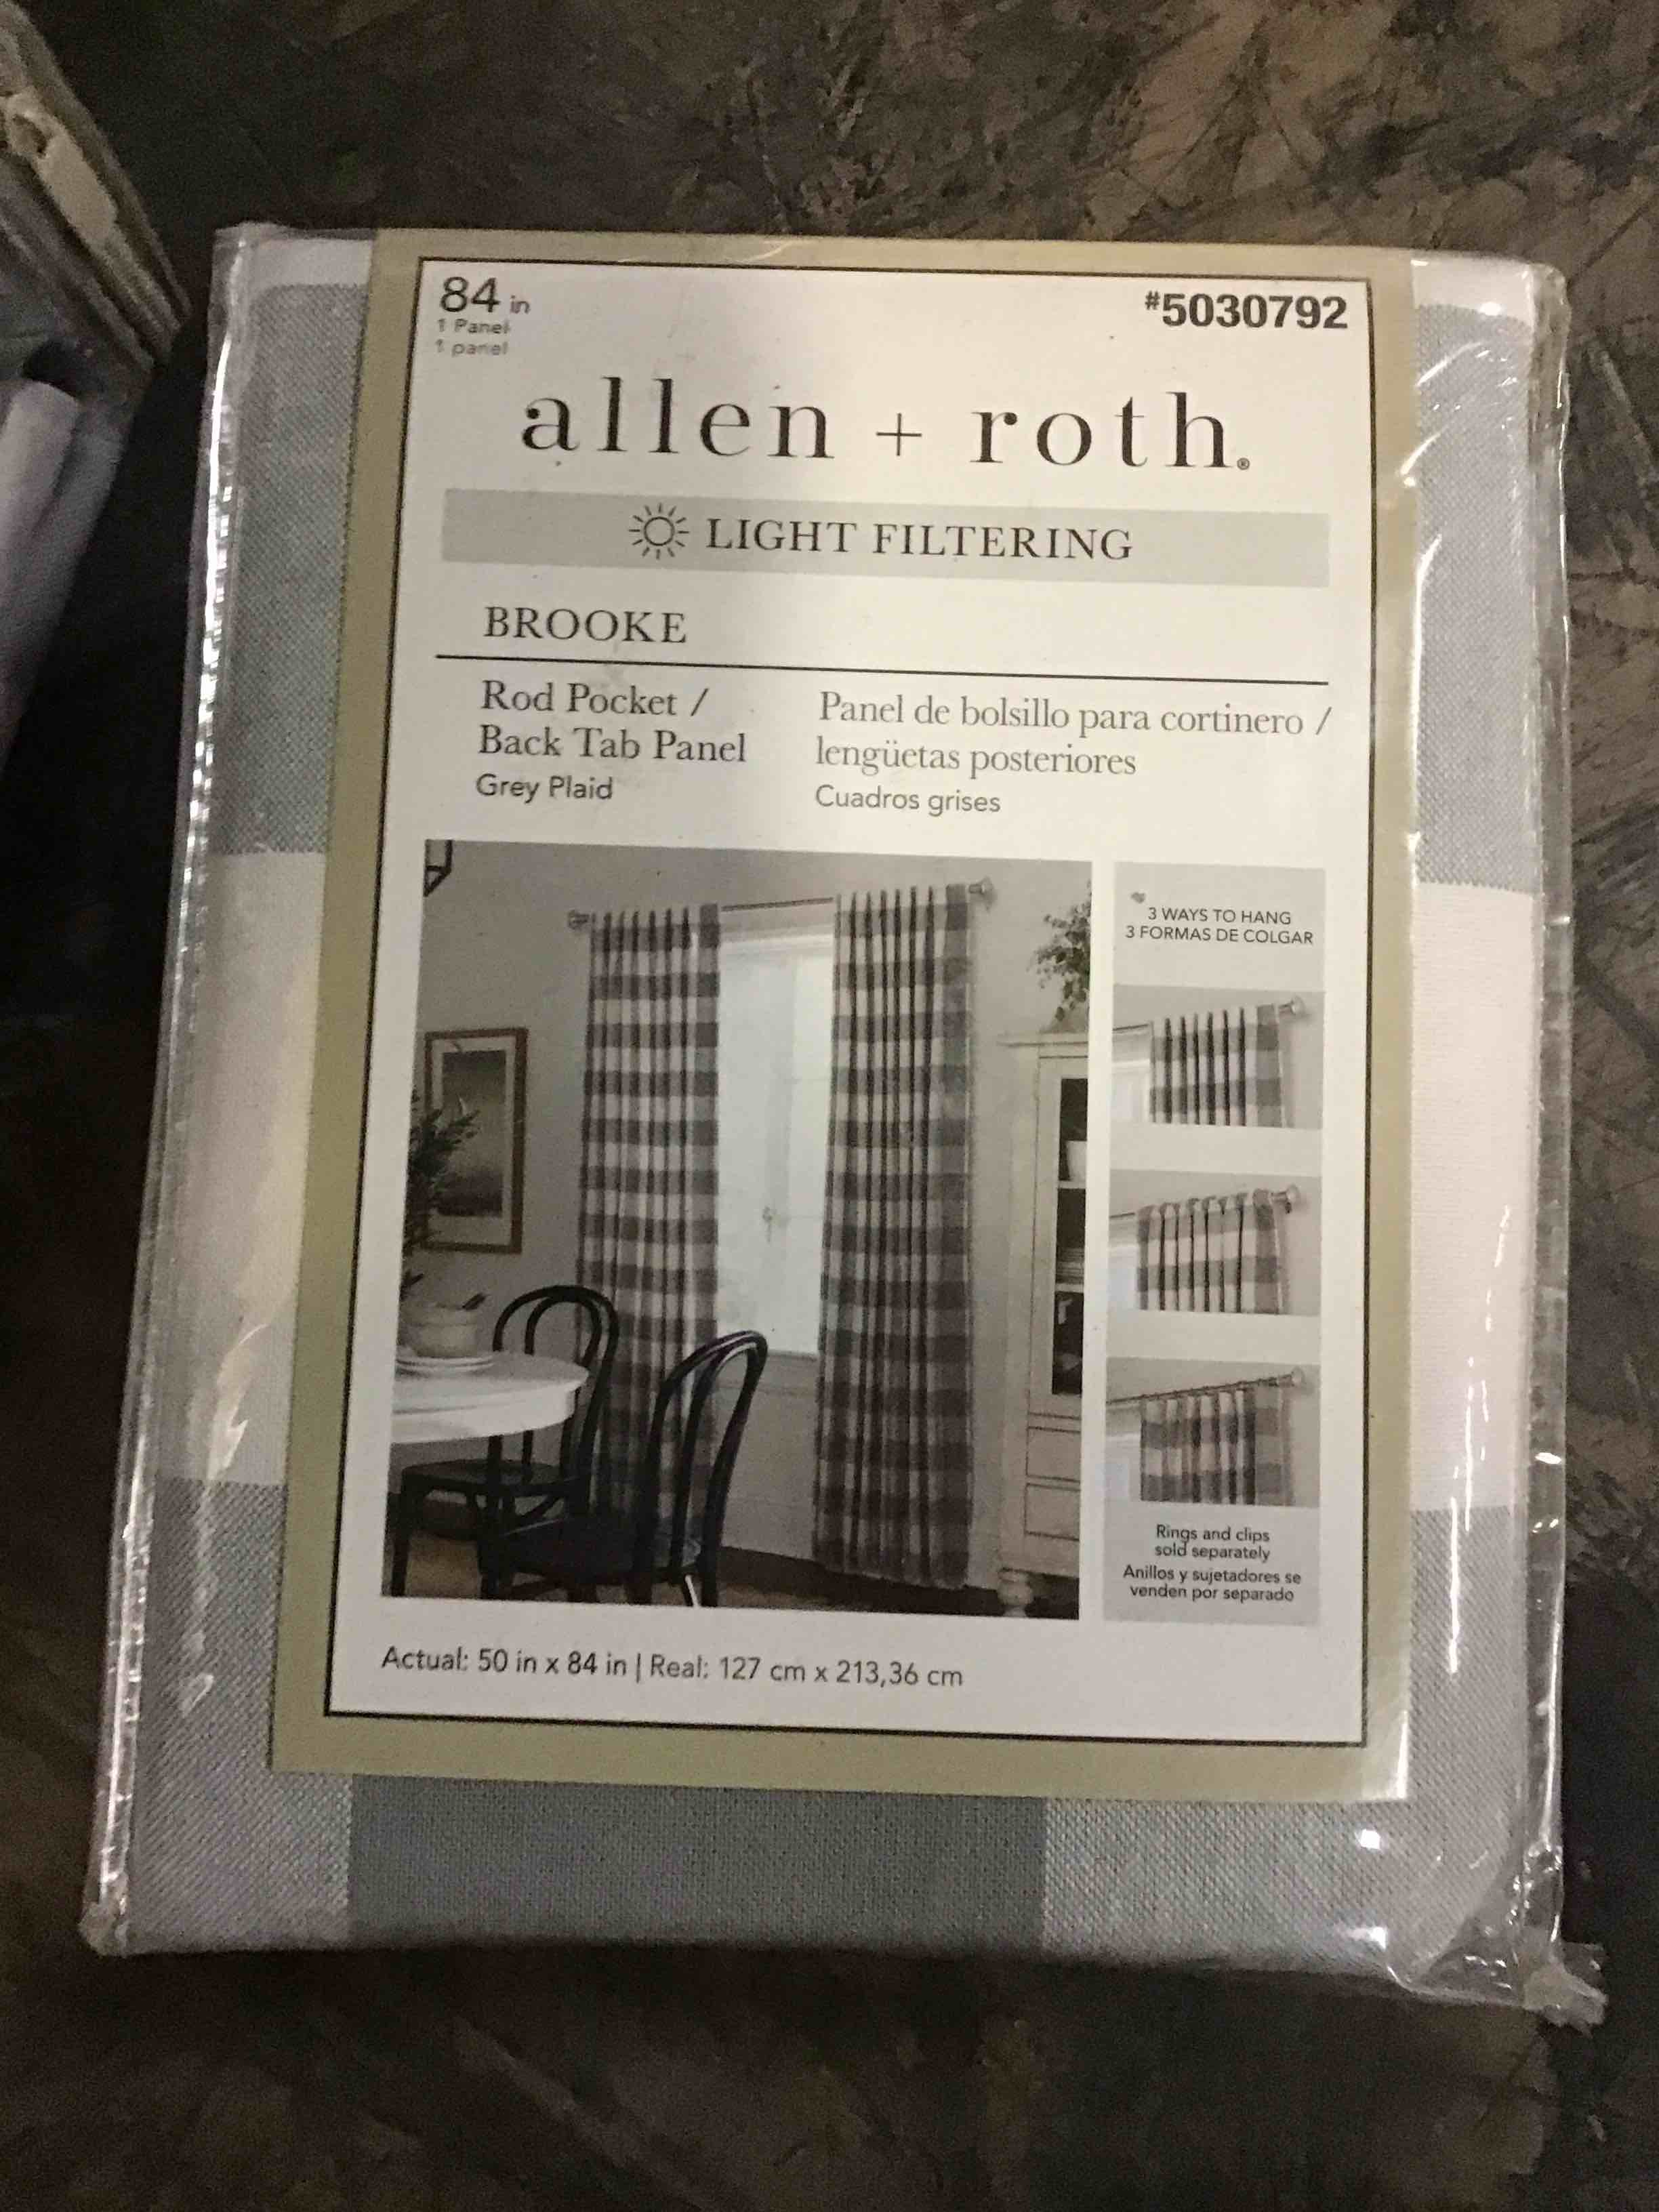 84 in
1 Panel
1 panel
#5030792
allen + roth®
LIGHT FILTERING
BROOKE
Rod Pocket /
Back Tab Panel
Grey Plaid
Panel de bolsillo para cortinero /
lengüetas posteriores
Cuadros grises
3 WAYS TO HANG
3 FORMAS DE COLGAR
Rings and clips
sold separately
Anillos y sujetadores se
venden por separado
Actual: 50 in x 84 in | Real: 127 cm x 213,36 cm